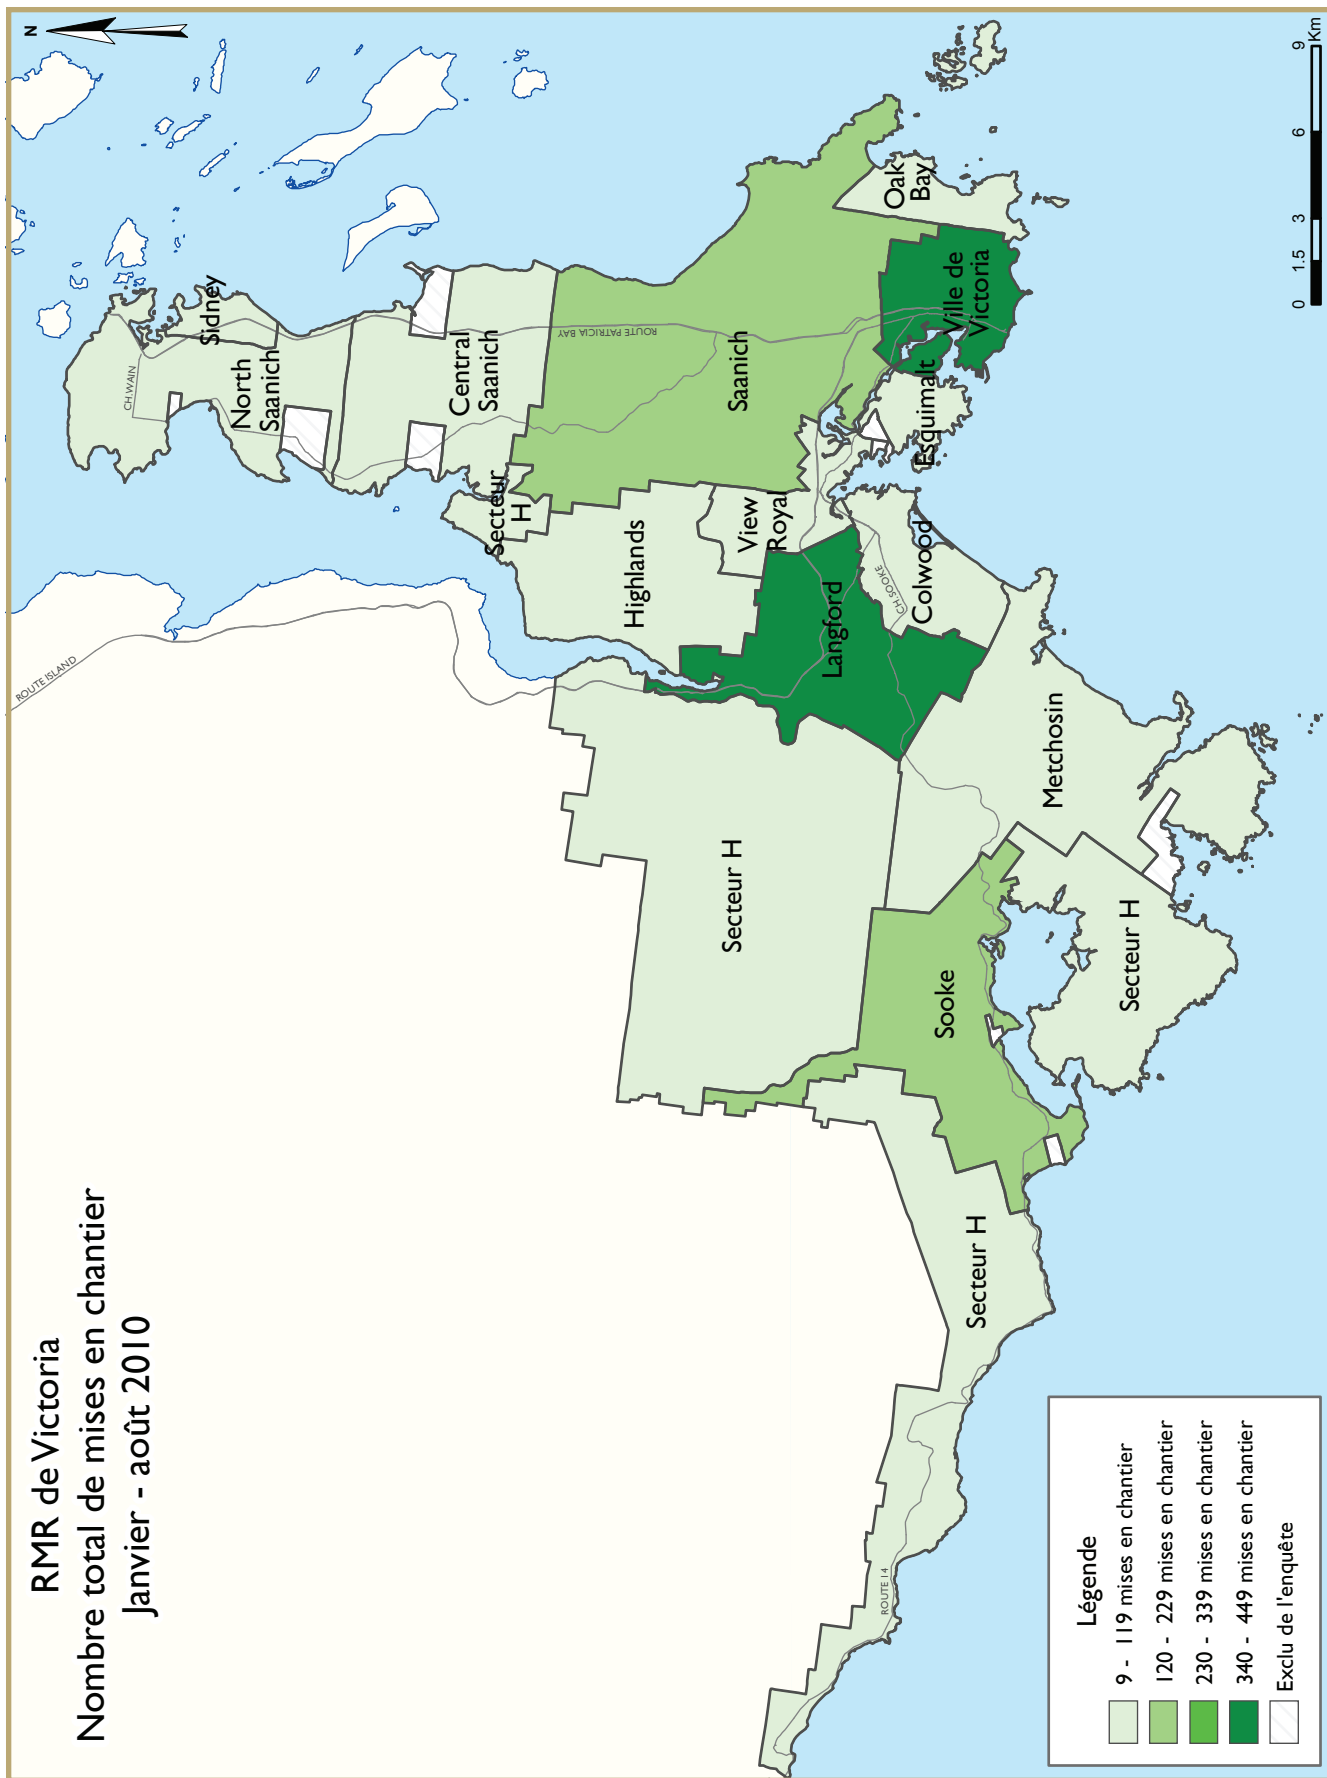 RMR de Victoria
Nombre total de mises en chantier
Janvier - août 2010
N
ROUTE ISLAND
CH.WAIN
Sidney
North
Saanich
Central
Saanich
ROUTE PATRICIA BAY
Secteur
H
Saanich
Highlands
View
Royal
Oak
Bay
Ville de
Victoria
Esquimalt
Langford
CH.SOOKE
Colwood
Metchosin
Secteur H
Sooke
Secteur H
Secteur H
ROUTE 14
Légende
9 - 119 mises en chantier
120 - 229 mises en chantier
230 - 339 mises en chantier
340 - 449 mises en chantier
Exclu de l'enquête
0 1.5 3 6 9
Km